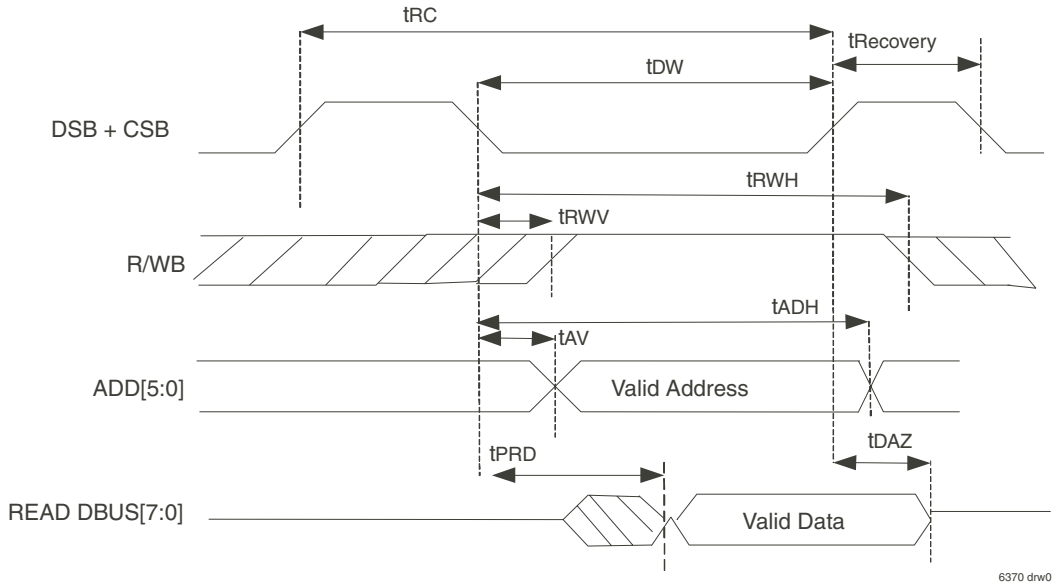 tRC
tRecovery
tDW
DSB + CSB
tRWH
tRWV
R/WB
tADH
tAV
ADD[5:0]
Valid Address
tDAZ
tPRD
READ DBUS[7:0]
Valid Data
6370 drw0